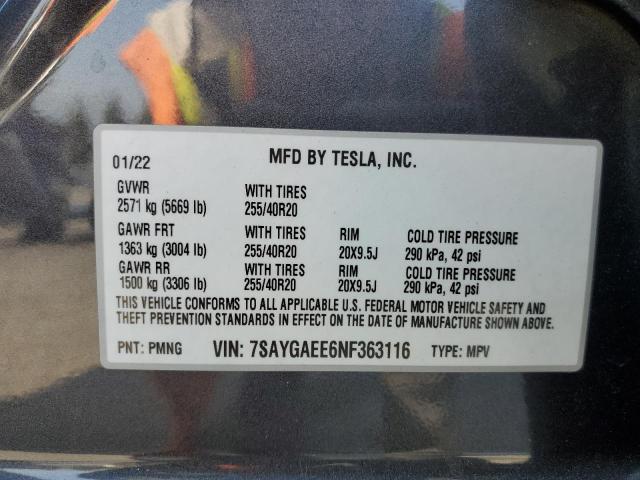 01/22 MFD BY TESLA, INC.
GVWR WITH TIRES
2571 kg (5669 lb) 255/40R20
GAWR FRT WITH TIRES RIM COLD TIRE PRESSURE
1363 kg (3004 lb) 255/40R20 20X9.5J 290 kPa, 42 psi
GAWR RR WITH TIRES RIM COLD TIRE PRESSURE
1500 kg (3306 lb) 255/40R20 20X9.5J 290 kPa, 42 psi
THIS VEHICLE CONFORMS TO ALL APPLICABLE U.S. FEDERAL MOTOR VEHICLE SAFETY AND
THEFT PREVENTION STANDARDS IN EFFECT ON THE DATE OF MANUFACTURE SHOWN ABOVE.
PNT: PMNG VIN: 7SAYGAEE6NF363116 TYPE: MPV